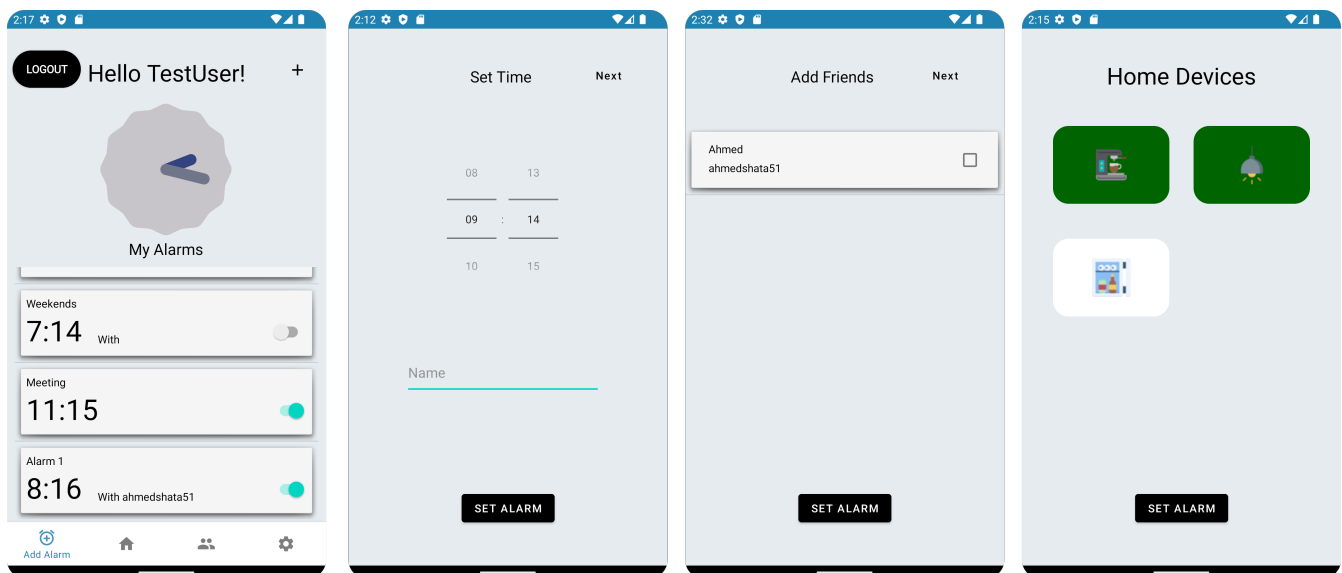 2:17
LOGOUT Hello TestUser! +
My Alarms
Weekends
7:14 With
Meeting
11:15
Alarm 1
8:16 With ahmedshata51
Add Alarm
2:12
Set Time Next
08 13
09 : 14
10 15
Name
SET ALARM
2:32
Add Friends Next
Ahmed
ahmedshata51
SET ALARM
2:15
Home Devices
SET ALARM